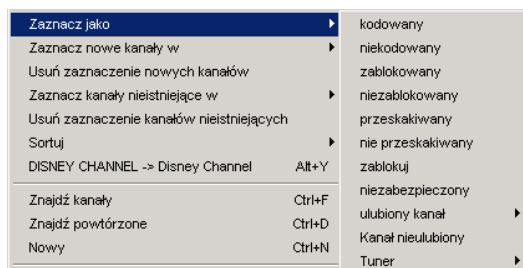 Zaznacz jako
Zaznacz nowe kanały w
Usuń zaznaczenie nowych kanałów
Zaznacz kanały nieistniejące w
Usuń zaznaczenie kanałów nieistniejących
Sortuj
DISNEY CHANNEL -> Disney Channel Alt+Y
Znajdź kanały Ctrl+F
Znajdź powtórzone Ctrl+D
Nowy Ctrl+N
kodowany
niekodowany
zablokowany
niezablokowany
przeskakiwany
nie przeskakiwany
zablokuj
niezabezpieczony
ulubiony kanał
Kanał nieulubiony
Tuner